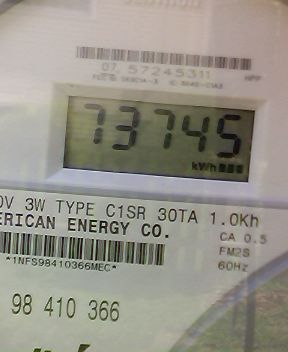 07 57245311
73745
kWh
0V 3W TYPE C1SR 30TA 1.0Kh
ERICAN ENERGY CO.
CA 0.5
FM2S
60Hz
*1NFS98410366MEC*
98 410 366